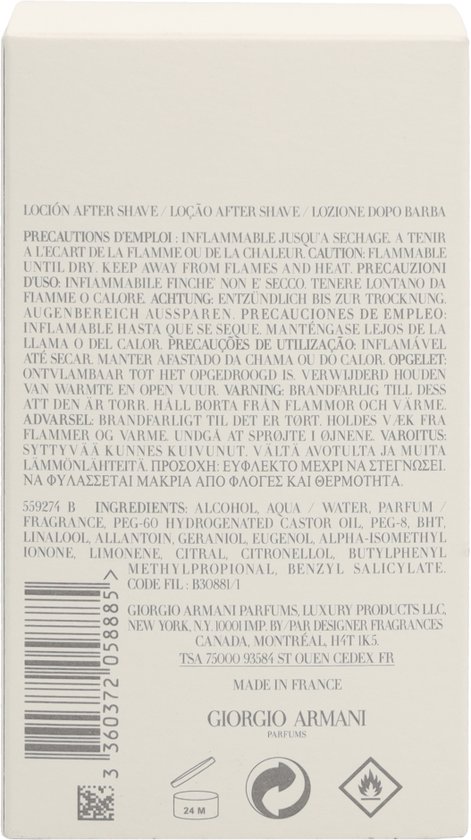 LOCIÓN AFTER SHAVE / LOÇÃO AFTER SHAVE / LOZIONE DOPO BARBA
PRECAUTIONS D'EMPLOI : INFLAMMABLE JUSQU'A SECHAGE. A TENIR
A L'ECART DE LA FLAMME OU DE LA CHALEUR. CAUTION: FLAMMABLE
UNTIL DRY. KEEP AWAY FROM FLAMES AND HEAT. PRECAUZIONI
D'USO: INFIAMMABILE FINCHE' NON E' SECCO. TENERE LONTANO DA
FIAMME O CALORE. ACHTUNG: ENTZÜNDLICH BIS ZUR TROCKNUNG.
AUGENBEREICH AUSSPAREN. PRECAUCIONES DE EMPLEO:
INFLAMABLE HASTA QUE SE SEQUE. MANTÉNGASE LEJOS DE LA
LLAMA O DEL CALOR. PRECAUÇÕES DE UTILIZAÇÃO: INFLAMÁVEL
ATÉ SECAR. MANTER AFASTADO DA CHAMA OU DO CALOR. OPGELET:
ONTVLAMBAAR TOT HET OPGEDROOGD IS. VERWIJDERD HOUDEN
VAN WARMTE EN OPEN VUUR. VARNING: BRANDFARLIG TILL DESS
ATT DEN ÄR TORR. HÅLL BORTA FRÅN FLAMMOR OCH VÄRME.
ADVARSEL: BRANDFARLIGT TIL DET ER TØRT. HOLDES VÆK FRA
FLAMMER OG VARME. UNDGÅ AT SPRØJTE I ØJNENE. VAROITUS:
SYTTYVÄÄ KUNNES KUIVUNUT. VÄLTÄ AVOTULTA JA MUITA
LÄMMÖNLÄHTEITÄ. ΠΡΟΣΟΧΗ: ΕΥΦΛΕΚΤΟ ΜΕΧΡΙ ΝΑ ΣΤΕΓΝΩΣΕΙ.
ΝΑ ΦΥΛΑΣΣΕΤΑΙ ΜΑΚΡΙΑ ΑΠΟ ΦΛΟΓΕΣ ΚΑΙ ΘΕΡΜΟΤΗΤΑ.
559274 B INGREDIENTS: ALCOHOL, AQUA / WATER, PARFUM /
FRAGRANCE, PEG-60 HYDROGENATED CASTOR OIL, PEG-8, BHT,
LINALOOL, ALLANTOIN, GERANIOL, EUGENOL, ALPHA-ISOMETHYL
IONONE, LIMONENE, CITRAL, CITRONELLOL, BUTYLPHENYL
METHYLPROPIONAL, BENZYL SALICYLATE.
CODE FIL : B30881/1
GIORGIO ARMANI PARFUMS, LUXURY PRODUCTS LLC,
NEW YORK, N.Y. 10001 IMP. BY/PAR DESIGNER FRAGRANCES
CANADA, MONTRÉAL, H4T 1K5.
TSA 75000 93584 ST OUEN CEDEX FR
MADE IN FRANCE
GIORGIO ARMANI
PARFUMS
3 360372 058885 >
24 M